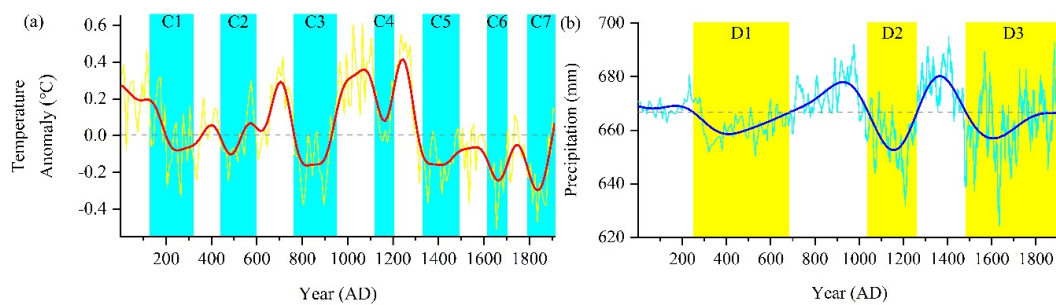 (a)
C1 C2 C3 C4 C5 C6 C7
0.6
0.4
0.2
0.0
-0.2
-0.4
Temperature
Anomaly (°C)
200 400 600 800 1000 1200 1400 1600 1800
Year (AD)
(b)
D1 D2 D3
700
680
660
640
620
Precipitation (mm)
200 400 600 800 1000 1200 1400 1600 1800
Year (AD)